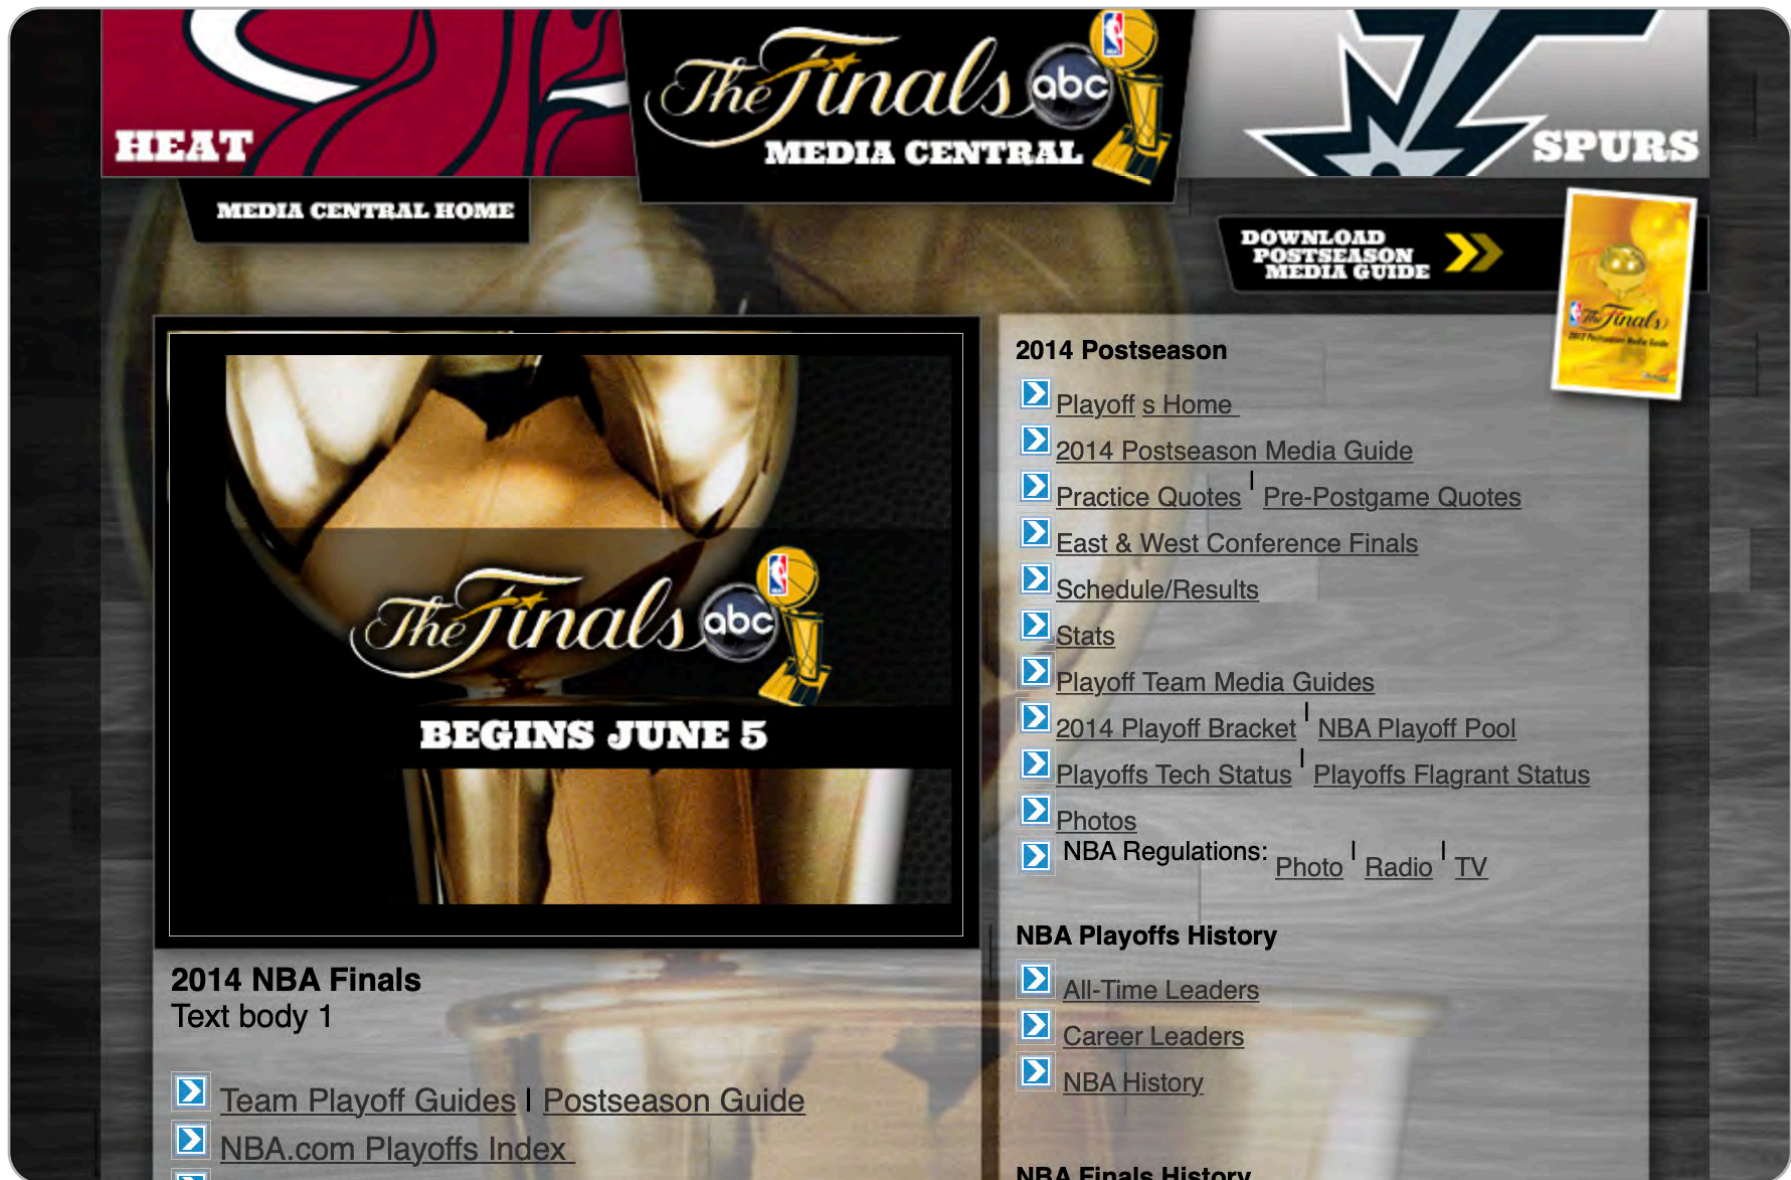 HEAT
The Finals abc
MEDIA CENTRAL
SPURS
MEDIA CENTRAL HOME
DOWNLOAD
POSTSEASON
MEDIA GUIDE
The Finals
The Finals abc
BEGINS JUNE 5
2014 NBA Finals
Text body 1
Team Playoff Guides | Postseason Guide
NBA.com Playoffs Index
2014 Postseason
Playoff s Home
2014 Postseason Media Guide
Practice Quotes | Pre-Postgame Quotes
East & West Conference Finals
Schedule/Results
Stats
Playoff Team Media Guides
2014 Playoff Bracket | NBA Playoff Pool
Playoffs Tech Status | Playoffs Flagrant Status
Photos
NBA Regulations: Photo | Radio | TV
NBA Playoffs History
All-Time Leaders
Career Leaders
NBA History
NBA Finals History